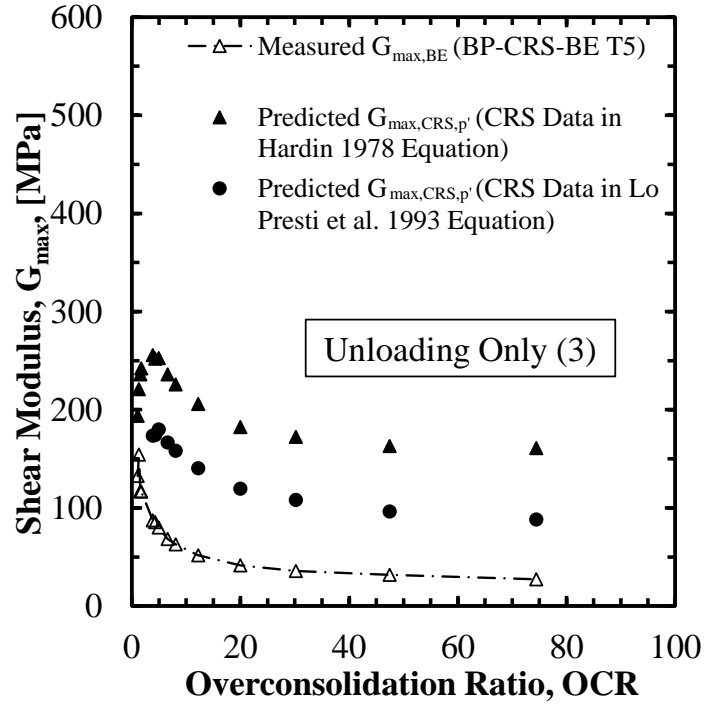 600
500
400
300
200
100
0
Shear Modulus, Gmax, [MPa]
Measured Gmax,BE (BP-CRS-BE T5)
Predicted Gmax,CRS,p' (CRS Data in
Hardin 1978 Equation)
Predicted Gmax,CRS,p' (CRS Data in Lo
Presti et al. 1993 Equation)
Unloading Only (3)
0 20 40 60 80 100
Overconsolidation Ratio, OCR